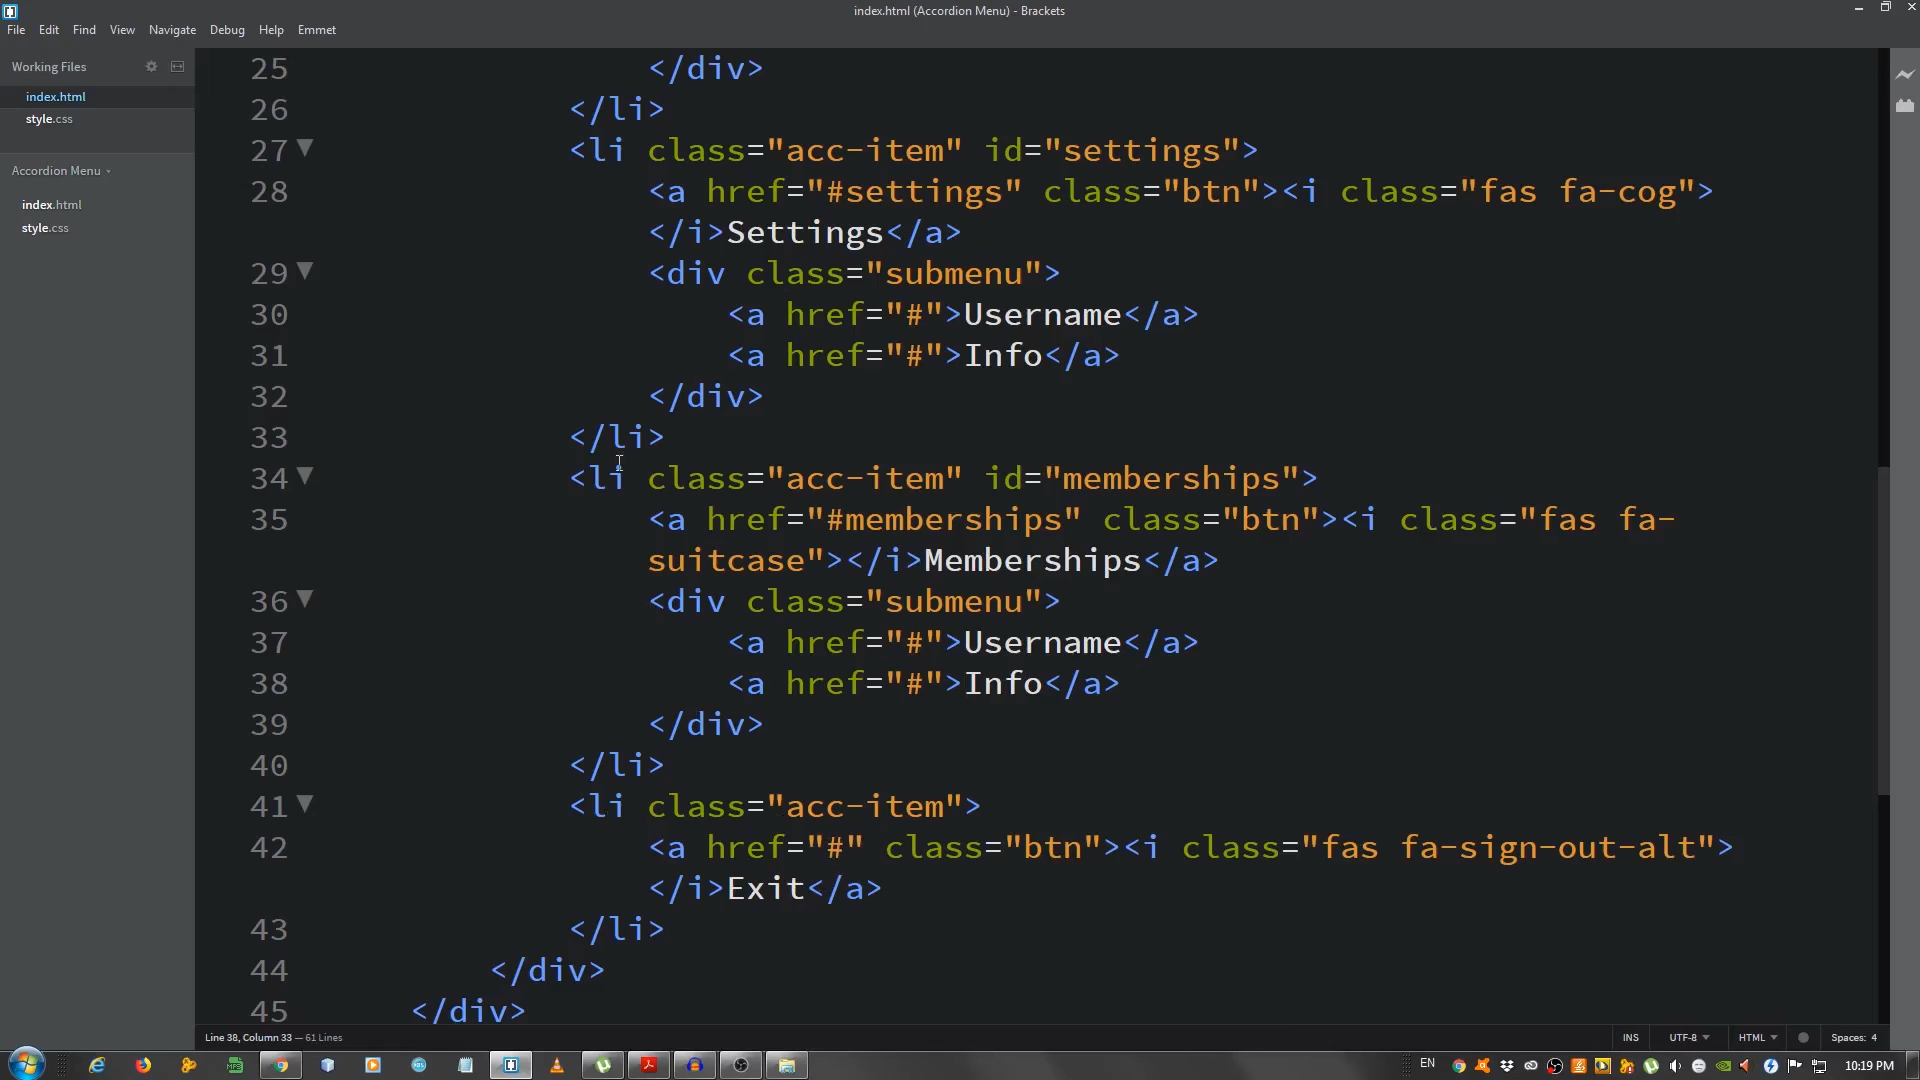 index.html (Accordion Menu) - Brackets
File Edit Find View Navigate Debug Help Emmet
Working Files
index.html
style.css
Accordion Menu
index.html
style.css
25 </div>
26 </li>
27 <li class="acc-item" id="settings">
28 <a href="#settings" class="btn"><i class="fas fa-cog">
</i>Settings</a>
29 <div class="submenu">
30 <a href="#">Username</a>
31 <a href="#">Info</a>
32 </div>
33 </li>
34 <li class="acc-item" id="memberships">
35 <a href="#memberships" class="btn"><i class="fas fa-
suitcase"></i>Memberships</a>
36 <div class="submenu">
37 <a href="#">Username</a>
38 <a href="#">Info</a>
39 </div>
40 </li>
41 <li class="acc-item">
42 <a href="#" class="btn"><i class="fas fa-sign-out-alt">
</i>Exit</a>
43 </li>
44 </div>
45 </div>
Line 38, Column 33 — 61 Lines
INS UTF-8 HTML Spaces: 4
EN 10:19 PM